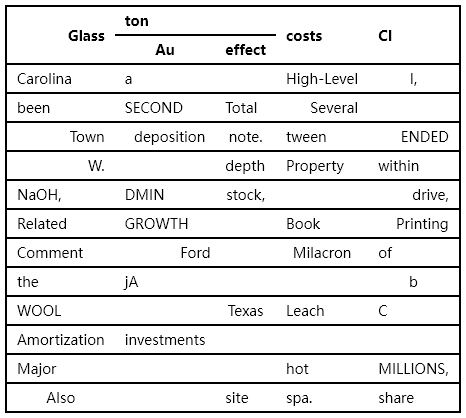 ton
Glass costs Cl
Au effect
Carolina a High-Level l,
been SECOND Total Several
Town deposition note. tween ENDED
W. depth Property within
NaOH, DMIN stock, drive,
Related GROWTH Book Printing
Comment Ford Milacron of
the jA b
WOOL Texas Leach C
Amortization investments
Major hot MILLIONS,
Also site spa. share